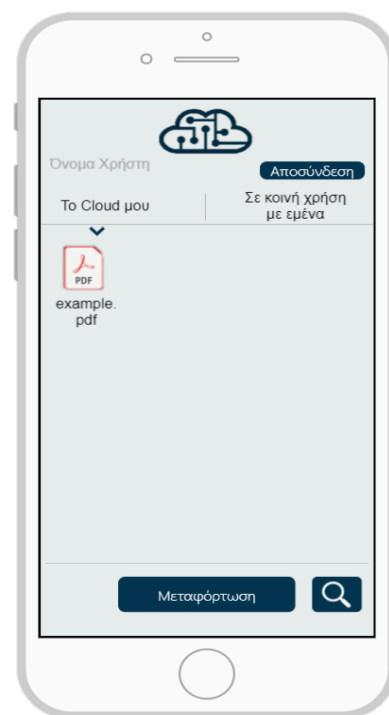 Όνομα Χρήστη
Αποσύνδεση
Το Cloud μου
Σε κοινή χρήση
με εμένα
PDF
example.
pdf
Μεταφόρτωση